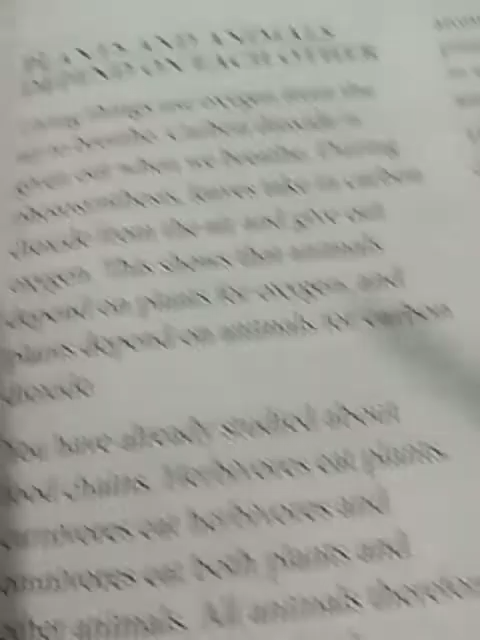 PLANTS AND ANIMALS
DEPEND ON EACH OTHER
Living things use oxygen from the
air to breathe. Carbon dioxide is
given out when we breathe. During
photosynthesis, leaves take in carbon
dioxide from the air and give out
oxygen. This shows that animals
depend on plants for oxygen, and
plants depend on animals for carbon
dioxide.
You have already studied about
food chains. Herbivores eat plants,
carnivores eat herbivores and
omnivores eat both plants and
other animals. All animals therefore